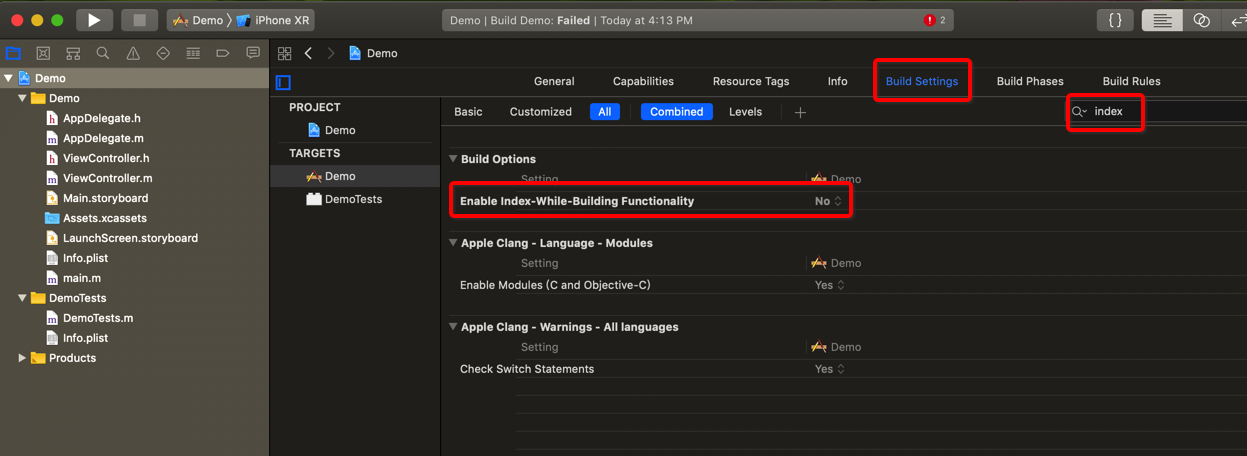 Demo 〉 iPhone XR
Demo | Build Demo: Failed | Today at 4:13 PM
! 2
{}
Demo
Demo
h AppDelegate.h
m AppDelegate.m
h ViewController.h
m ViewController.m
Main.storyboard
Assets.xcassets
LaunchScreen.storyboard
Info.plist
m main.m
DemoTests
m DemoTests.m
Info.plist
Products
Demo
General Capabilities Resource Tags Info Build Settings Build Phases Build Rules
PROJECT
Demo
TARGETS
Demo
DemoTests
Basic Customized All Combined Levels +
index
Build Options
Setting Demo
Enable Index-While-Building Functionality No
Apple Clang - Language - Modules
Setting Demo
Enable Modules (C and Objective-C) Yes
Apple Clang - Warnings - All languages
Setting Demo
Check Switch Statements Yes